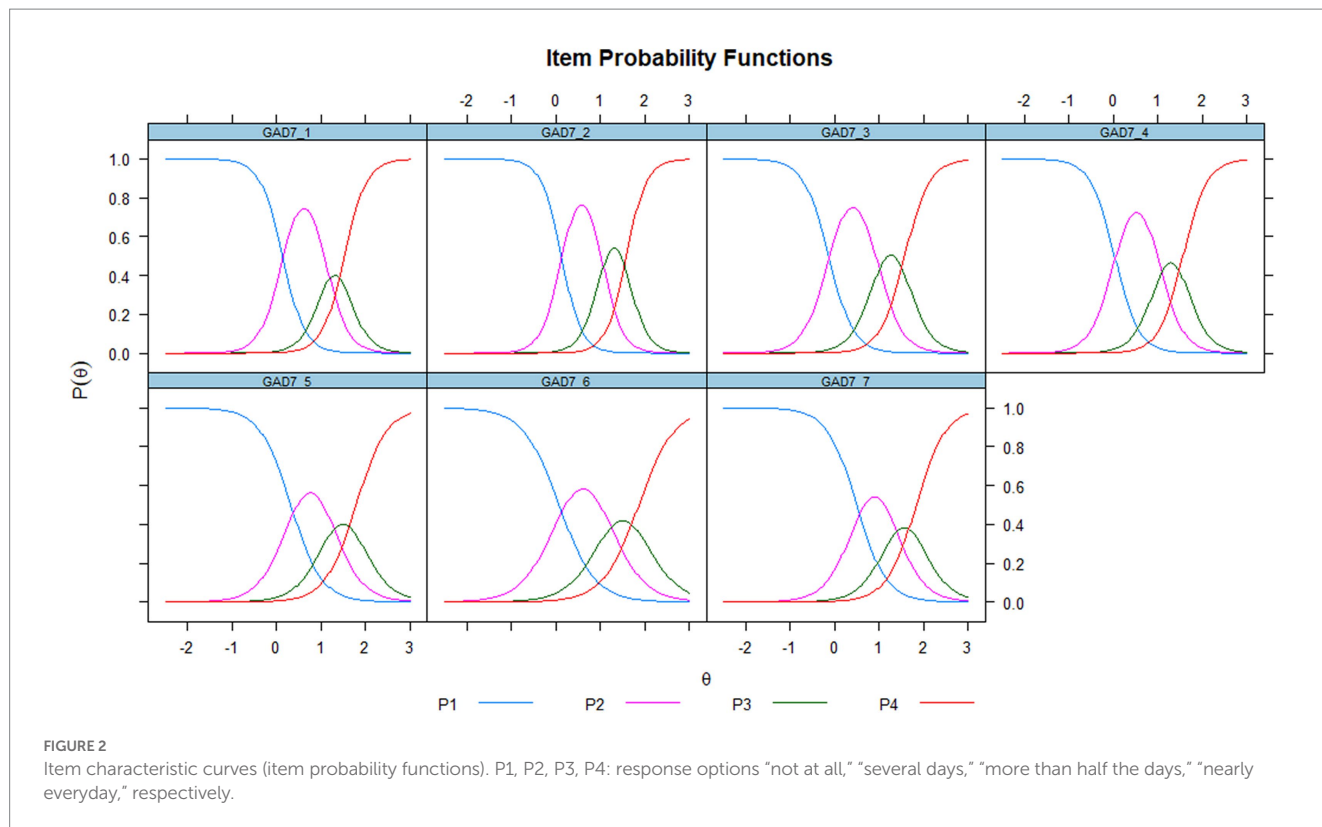 Item Probability Functions
-2 -1 0 1 2 3 -2 -1 0 1 2 3
GAD7_1 GAD7_2 GAD7_3 GAD7_4
1.0
0.8
0.6
0.4
0.2
0.0
P(θ)
GAD7_5 GAD7_6 GAD7_7
1.0
0.8
0.6
0.4
0.2
0.0
-2 -1 0 1 2 3 -2 -1 0 1 2 3
θ
P1 P2 P3 P4
FIGURE 2
Item characteristic curves (item probability functions). P1, P2, P3, P4: response options “not at all,” “several days,” “more than half the days,” “nearly
everyday,” respectively.